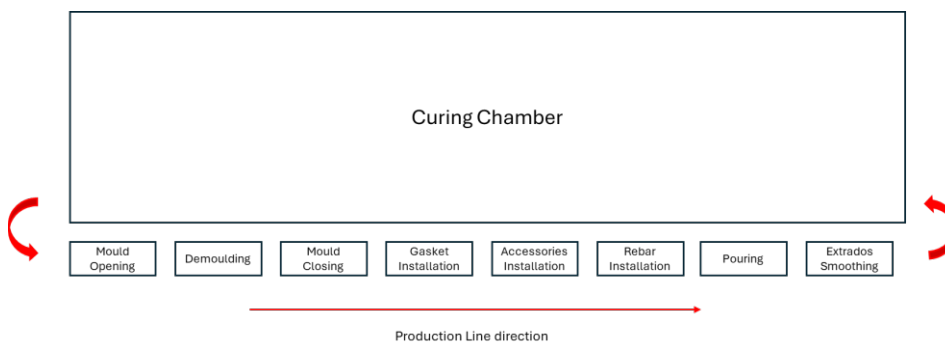 Curing Chamber
Mould
Opening
Demoulding
Mould
Closing
Gasket
Installation
Accessories
Installation
Rebar
Installation
Pouring
Extrados
Smoothing
Production Line direction